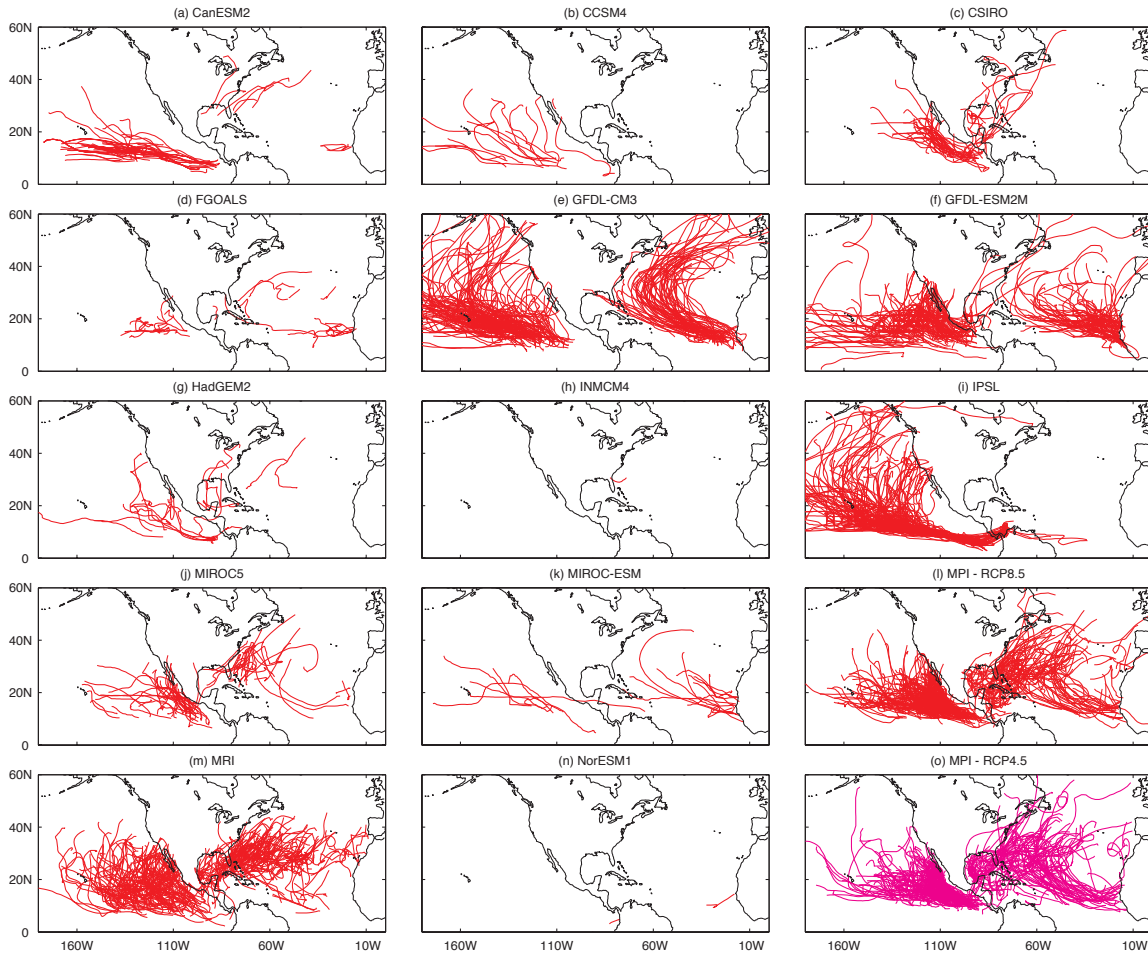 (a) CanESM2 (b) CCSM4 (c) CSIRO
60N
40N
20N
0
(d) FGOALS (e) GFDL-CM3 (f) GFDL-ESM2M
60N
40N
20N
0
(g) HadGEM2 (h) INMCM4 (i) IPSL
60N
40N
20N
0
(j) MIROC5 (k) MIROC-ESM (l) MPI - RCP8.5
60N
40N
20N
0
(m) MRI (n) NorESM1 (o) MPI - RCP4.5
60N
40N
20N
0
160W 110W 60W 10W 160W 110W 60W 10W 160W 110W 60W 10W